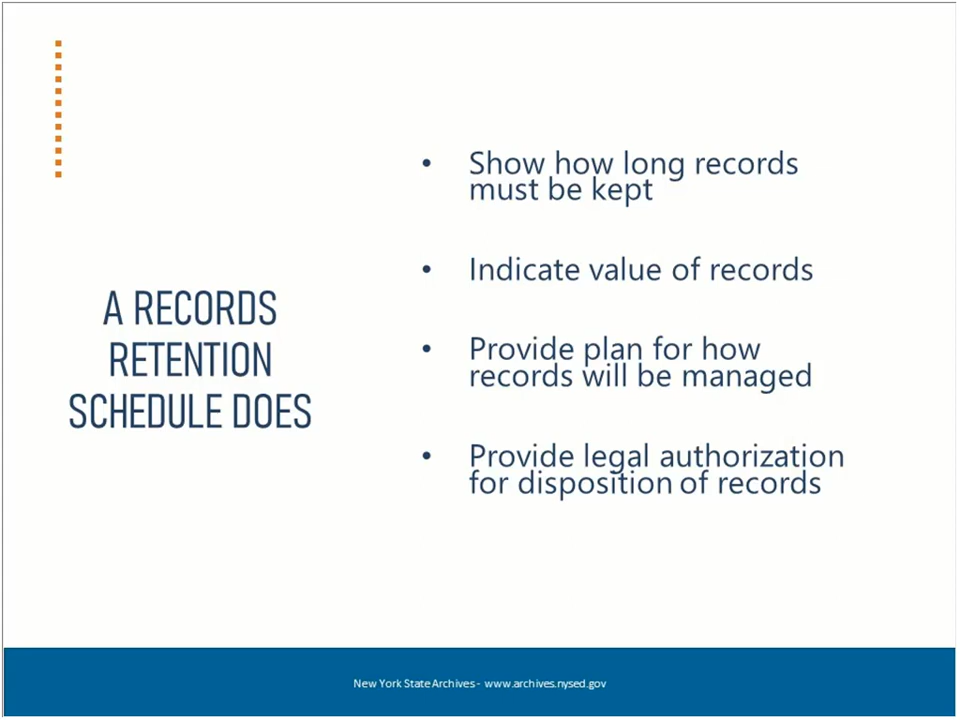 A RECORDS
RETENTION
SCHEDULE DOES
• Show how long records
must be kept
• Indicate value of records
• Provide plan for how
records will be managed
• Provide legal authorization
for disposition of records
New York State Archives - www.archives.nysed.gov